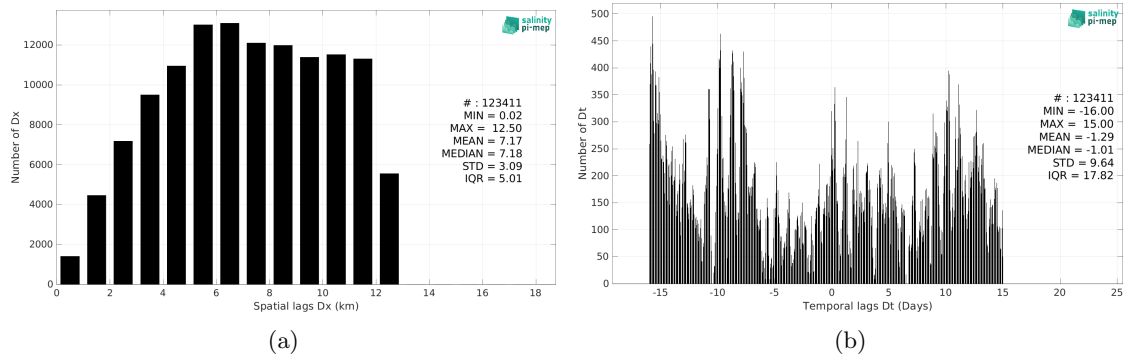 salinity
pi-mep
# : 123411
MIN = 0.02
MAX = 12.50
MEAN = 7.17
MEDIAN = 7.18
STD = 3.09
IQR = 5.01
Number of Dx
12000
10000
8000
6000
4000
2000
0
0 2 4 6 8 10 12 14 16 18
Spatial lags Dx (km)
(a)
salinity
pi-mep
# : 123411
MIN = -16.00
MAX = 15.00
MEAN = -1.29
MEDIAN = -1.01
STD = 9.64
IQR = 17.82
Number of Dt
500
450
400
350
300
250
200
150
100
50
0
-15 -10 -5 0 5 10 15 20 25
Temporal lags Dt (Days)
(b)